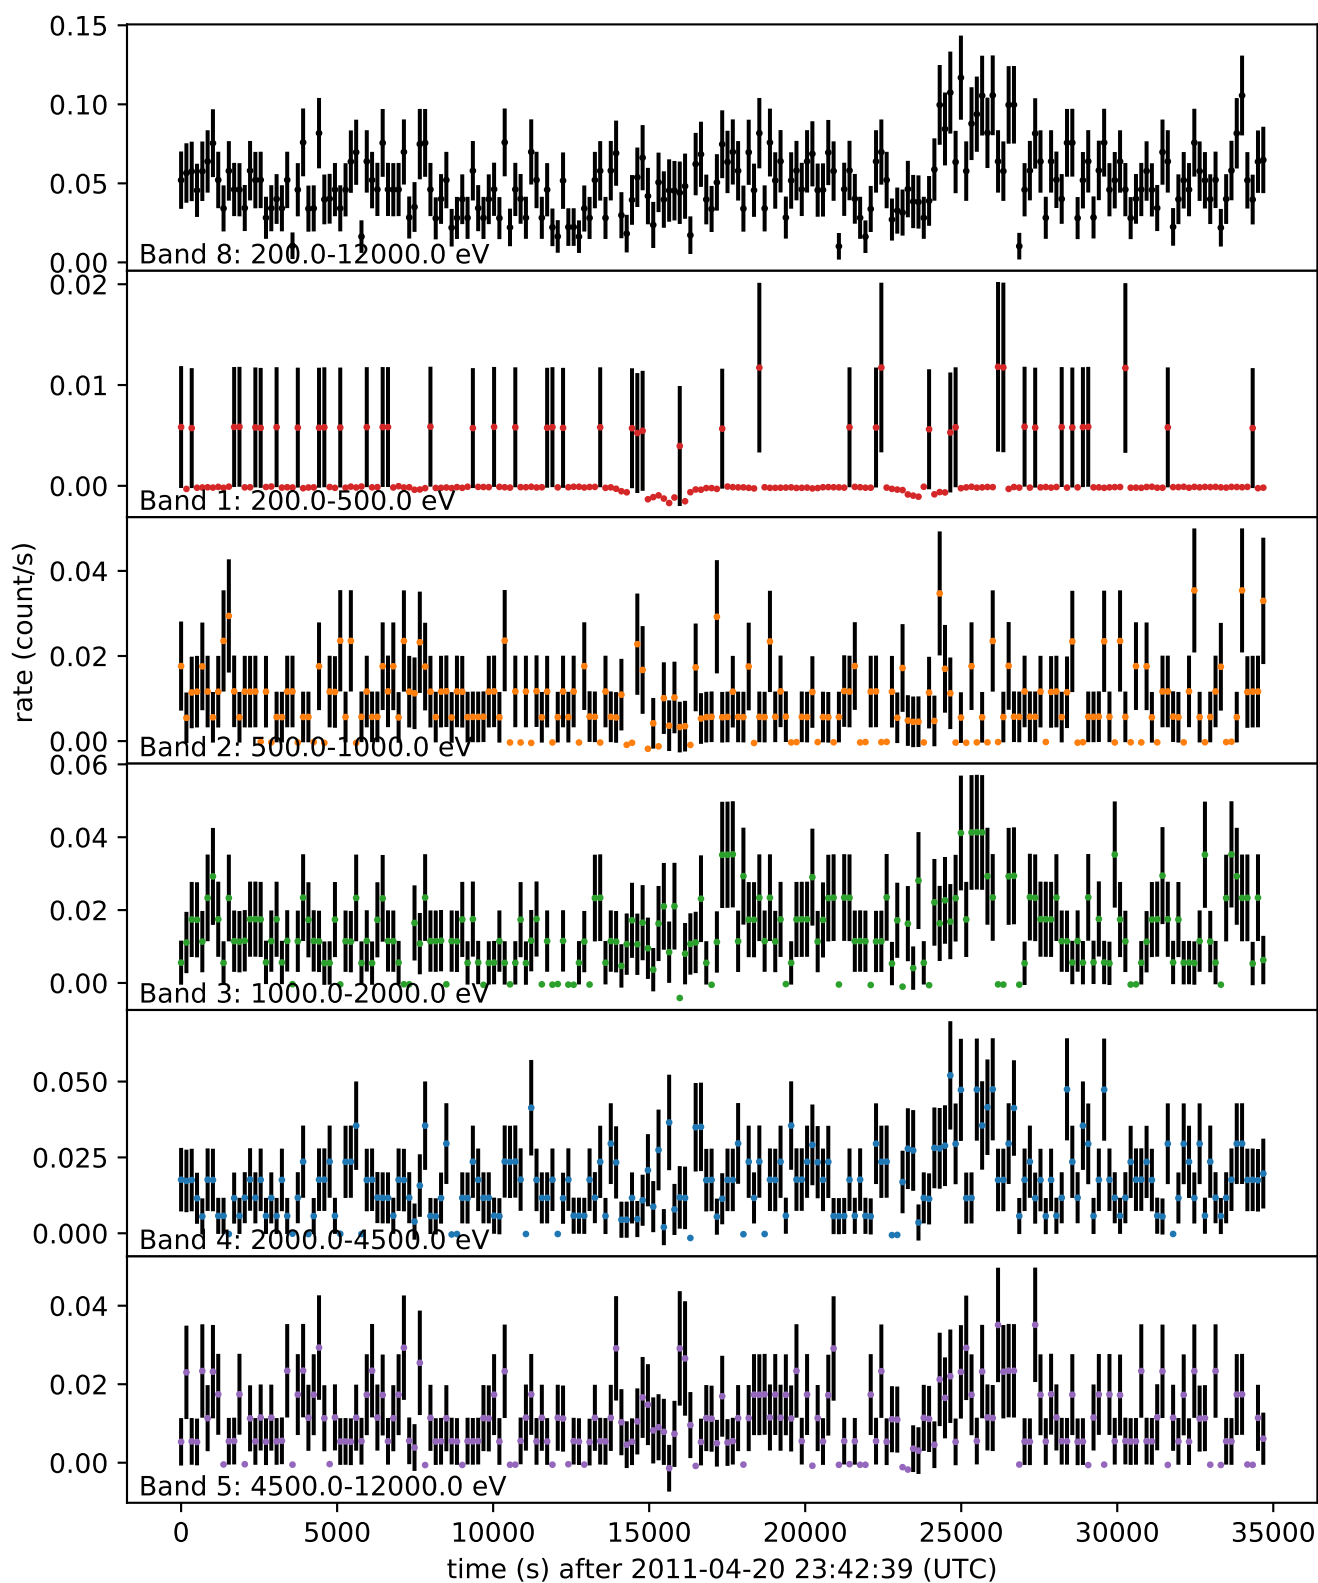 0.15
0.10
0.05
0.00
Band 8: 200.0-12000.0 eV
0.02
0.01
0.00
Band 1: 200.0-500.0 eV
0.04
0.02
0.00
Band 2: 500.0-1000.0 eV
rate (count/s)
0.06
0.04
0.02
0.00
Band 3: 1000.0-2000.0 eV
0.050
0.025
0.000
Band 4: 2000.0-4500.0 eV
0.04
0.02
0.00
Band 5: 4500.0-12000.0 eV
0 5000 10000 15000 20000 25000 30000 35000
time (s) after 2011-04-20 23:42:39 (UTC)